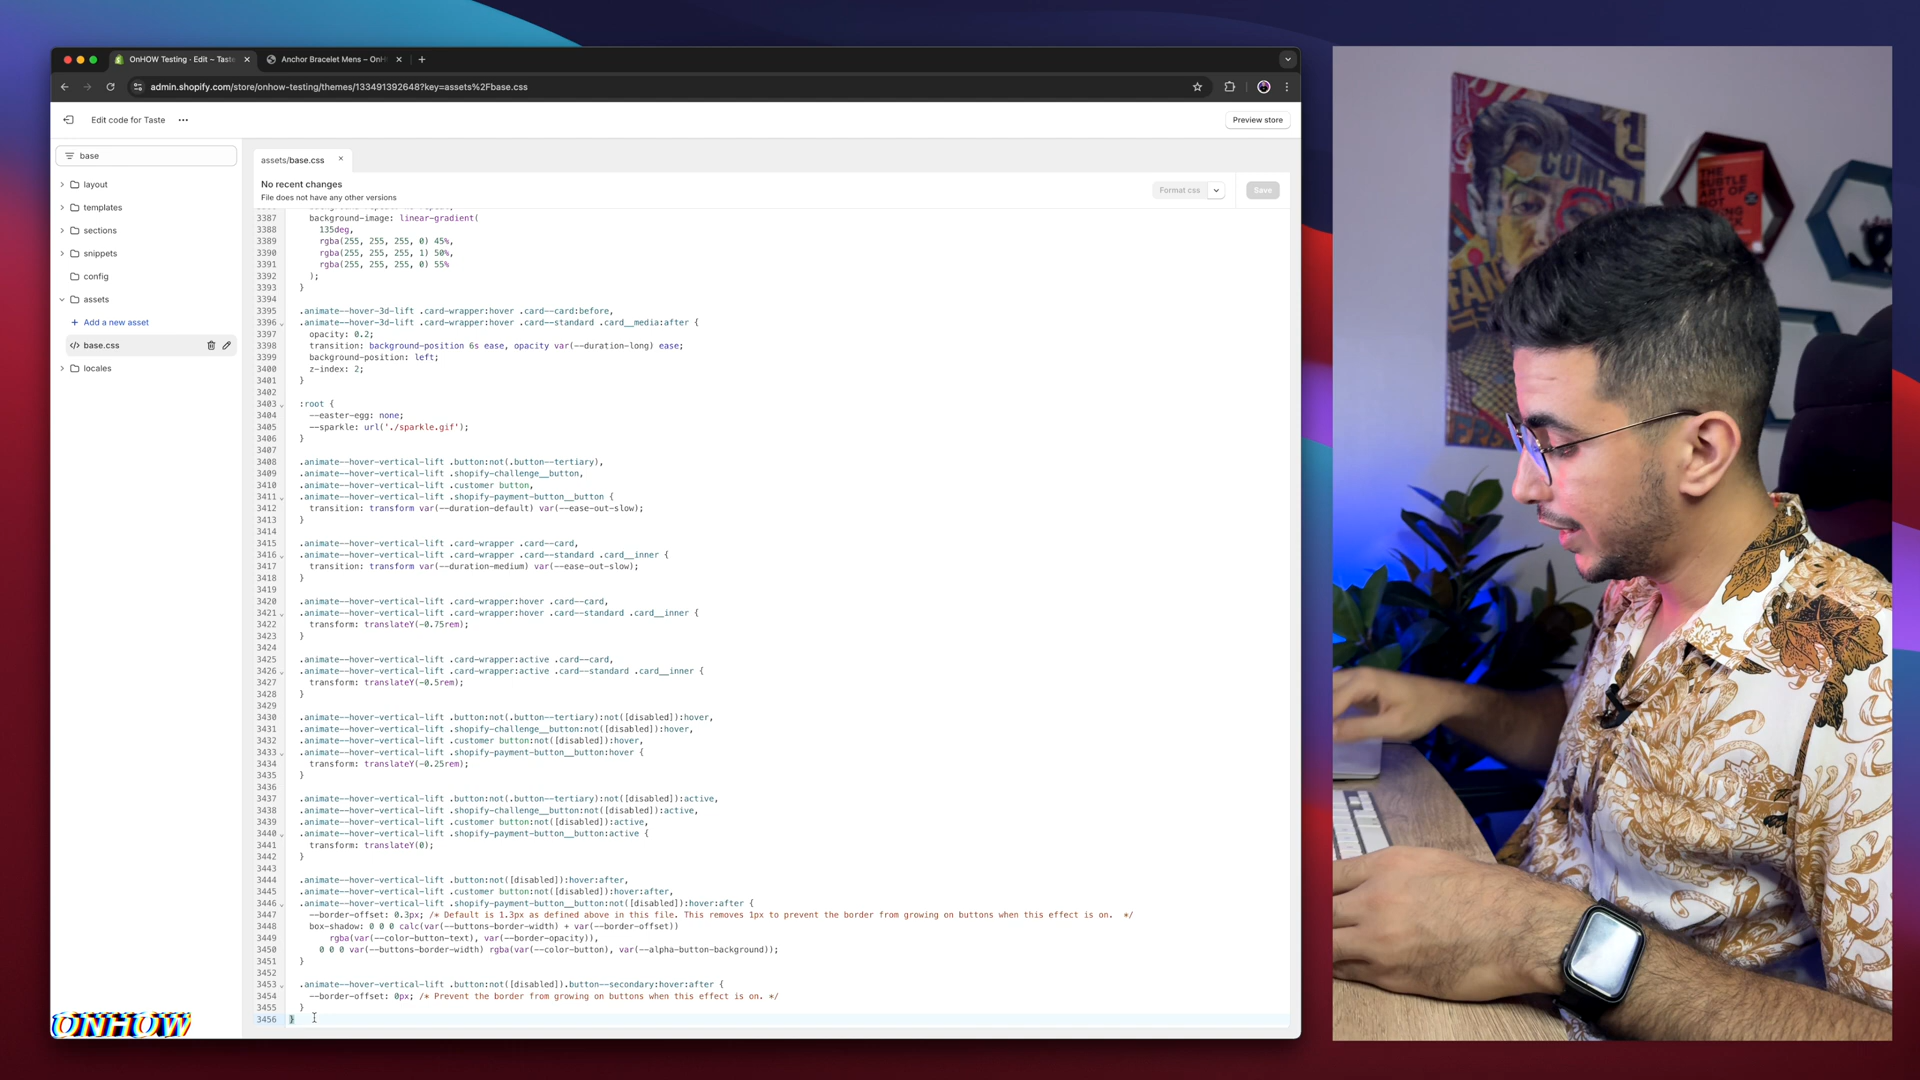 OnHOW Testing · Edit ~ Taste
Anchor Bracelet Mens – OnH
admin.shopify.com/store/onhow-testing/themes/133491392648?key=assets%2Fbase.css
Edit code for Taste
Preview store
base
layout
templates
sections
snippets
config
assets
Add a new asset
base.css
locales
assets/base.css
No recent changes
File does not have any other versions
Format css
Save
3387 background-image: linear-gradient(
3388 135deg,
3389 rgba(255, 255, 255, 0) 45%,
3390 rgba(255, 255, 255, 1) 50%,
3391 rgba(255, 255, 255, 0) 55%
3392 );
3393 }
3394
3395 .animate--hover-3d-lift .card-wrapper:hover .card--card:before,
3396 .animate--hover-3d-lift .card-wrapper:hover .card--standard .card__media:after {
3397 opacity: 0.2;
3398 transition: background-position 6s ease, opacity var(--duration-long) ease;
3399 background-position: left;
3400 z-index: 2;
3401 }
3402
3403 :root {
3404 --easter-egg: none;
3405 --sparkle: url('./sparkle.gif');
3406 }
3407
3408 .animate--hover-vertical-lift .button:not(.button--tertiary),
3409 .animate--hover-vertical-lift .shopify-challenge__button,
3410 .animate--hover-vertical-lift .customer button,
3411 .animate--hover-vertical-lift .shopify-payment-button__button {
3412 transition: transform var(--duration-default) var(--ease-out-slow);
3413 }
3414
3415 .animate--hover-vertical-lift .card-wrapper .card--card,
3416 .animate--hover-vertical-lift .card-wrapper .card--standard .card__inner {
3417 transition: transform var(--duration-medium) var(--ease-out-slow);
3418 }
3419
3420 .animate--hover-vertical-lift .card-wrapper:hover .card--card,
3421 .animate--hover-vertical-lift .card-wrapper:hover .card--standard .card__inner {
3422 transform: translateY(-0.75rem);
3423 }
3424
3425 .animate--hover-vertical-lift .card-wrapper:active .card--card,
3426 .animate--hover-vertical-lift .card-wrapper:active .card--standard .card__inner {
3427 transform: translateY(-0.5rem);
3428 }
3429
3430 .animate--hover-vertical-lift .button:not(.button--tertiary):not([disabled]):hover,
3431 .animate--hover-vertical-lift .shopify-challenge__button:not([disabled]):hover,
3432 .animate--hover-vertical-lift .customer button:not([disabled]):hover,
3433 .animate--hover-vertical-lift .shopify-payment-button__button:hover {
3434 transform: translateY(-0.25rem);
3435 }
3436
3437 .animate--hover-vertical-lift .button:not(.button--tertiary):not([disabled]):active,
3438 .animate--hover-vertical-lift .shopify-challenge__button:not([disabled]):active,
3439 .animate--hover-vertical-lift .customer button:not([disabled]):active,
3440 .animate--hover-vertical-lift .shopify-payment-button__button:active {
3441 transform: translateY(0);
3442 }
3443
3444 .animate--hover-vertical-lift .button:not([disabled]):hover:after,
3445 .animate--hover-vertical-lift .customer button:not([disabled]):hover:after,
3446 .animate--hover-vertical-lift .shopify-payment-button__button:not([disabled]):hover:after {
3447 --border-offset: 0.3px; /* Default is 1.3px as defined above in this file. This removes 1px to prevent the border from growing on buttons when this effect is on. */
3448 box-shadow: 0 0 0 calc(var(--buttons-border-width) + var(--border-offset))
3449 rgba(var(--color-button-text), var(--border-opacity)),
3450 0 0 0 var(--buttons-border-width) rgba(var(--color-button), var(--alpha-button-background));
3451 }
3452
3453 .animate--hover-vertical-lift .button:not([disabled]).button--secondary:hover:after {
3454 --border-offset: 0px; /* Prevent the border from growing on buttons when this effect is on. */
3455 }
3456 }
ONHOW
THE
SUBTLE
ART OF
NOT